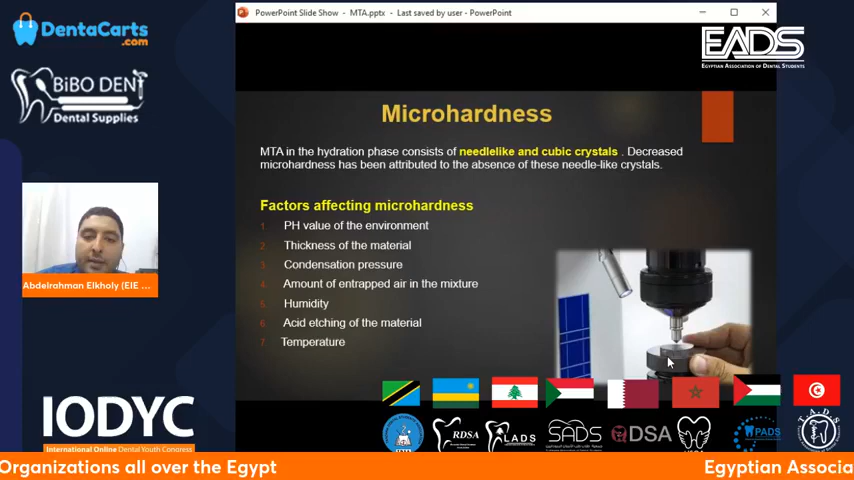 PowerPoint Slide Show - MTA.pptx - Last saved by user - PowerPoint
DentaCarts
.com
BiBO DENT
Dental Supplies
EADS
EGYPTIAN ASSOCIATION OF DENTAL STUDENTS
Microhardness
MTA in the hydration phase consists of needlelike and cubic crystals . Decreased
microhardness has been attributed to the absence of these needle-like crystals.
Factors affecting microhardness
1 PH value of the environment
2 Thickness of the material
3. Condensation pressure
4. Amount of entrapped air in the mixture
5. Humidity
6 Acid etching of the material
7 Temperature
Abdelrahman Elkholy (EIE ...
IODYC
International Online Dental Youth Congress
RDSA
LADS
SADS
QDSA
PADS
T.A.D.S
Organizations all over the Egypt
Egyptian Associa